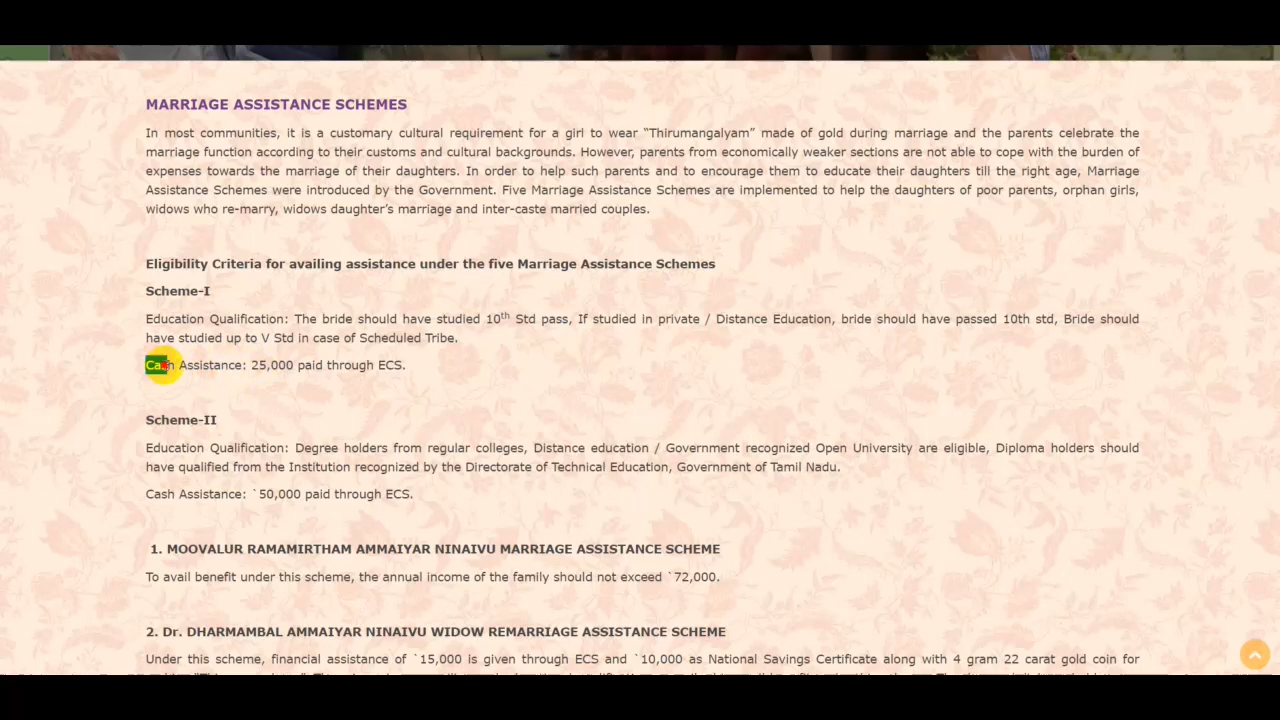 MARRIAGE ASSISTANCE SCHEMES
In most communities, it is a customary cultural requirement for a girl to wear “Thirumangalyam” made of gold during marriage and the parents celebrate the
marriage function according to their customs and cultural backgrounds. However, parents from economically weaker sections are not able to cope with the burden of
expenses towards the marriage of their daughters. In order to help such parents and to encourage them to educate their daughters till the right age, Marriage
Assistance Schemes were introduced by the Government. Five Marriage Assistance Schemes are implemented to help the daughters of poor parents, orphan girls,
widows who re-marry, widows daughter’s marriage and inter-caste married couples.
Eligibility Criteria for availing assistance under the five Marriage Assistance Schemes
Scheme-I
Education Qualification: The bride should have studied 10th Std pass, If studied in private / Distance Education, bride should have passed 10th std, Bride should
have studied up to V Std in case of Scheduled Tribe.
Cash Assistance: 25,000 paid through ECS.
Scheme-II
Education Qualification: Degree holders from regular colleges, Distance education / Government recognized Open University are eligible, Diploma holders should
have qualified from the Institution recognized by the Directorate of Technical Education, Government of Tamil Nadu.
Cash Assistance: `50,000 paid through ECS.
1. MOOVALUR RAMAMIRTHAM AMMAIYAR NINAIVU MARRIAGE ASSISTANCE SCHEME
To avail benefit under this scheme, the annual income of the family should not exceed `72,000.
2. Dr. DHARMAMBAL AMMAIYAR NINAIVU WIDOW REMARRIAGE ASSISTANCE SCHEME
Under this scheme, financial assistance of `15,000 is given through ECS and `10,000 as National Savings Certificate along with 4 gram 22 carat gold coin for